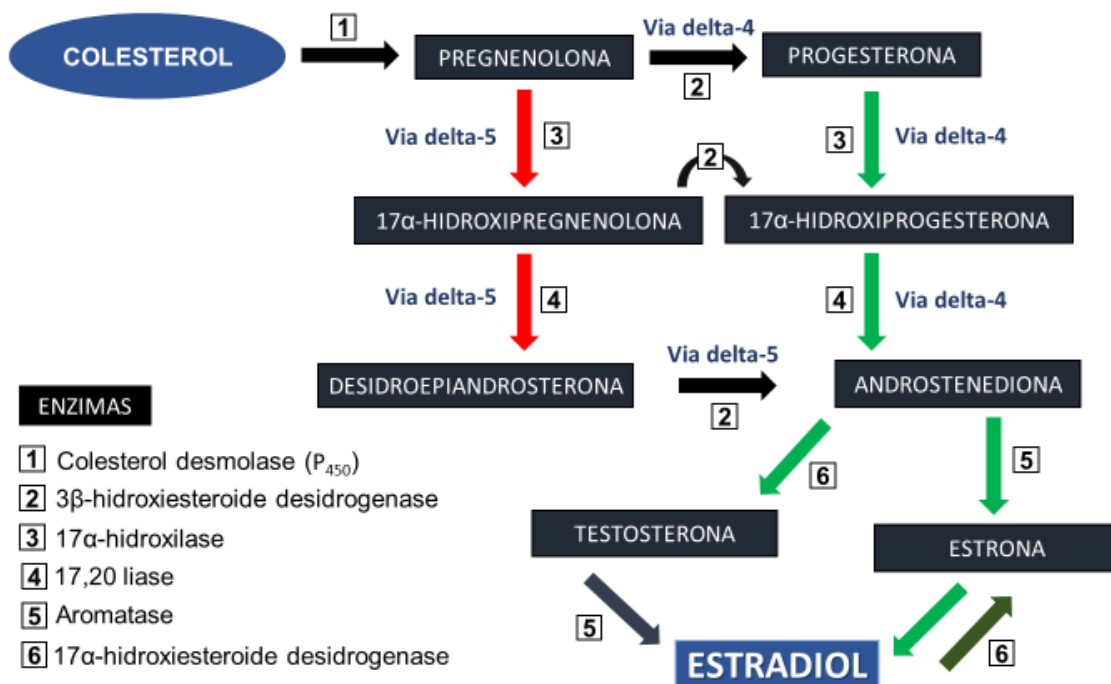 1
Via delta-4
COLESTEROL
PREGNENOLONA
PROGESTERONA
2
Via delta-5
3
2
3
Via delta-4
17α-HIDROXIPREGNENOLONA
17α-HIDROXIPROGESTERONA
Via delta-5
4
4
Via delta-4
Via delta-5
DESIDROEPIANDROSTERONA
ANDROSTENEDIONA
2
ENZIMAS
1 Colesterol desmolase (P450)
2 3β-hidroxiesteroide desidrogenase
3 17α-hidroxilase
4 17,20 liase
5 Aromatase
6 17α-hidroxiesteroide desidrogenase
6
5
TESTOSTERONA
ESTRONA
5
ESTRADIOL
6